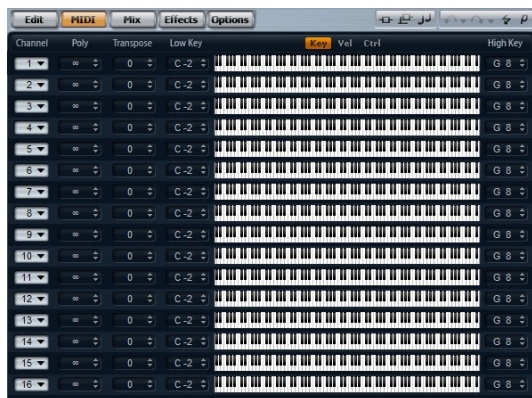 Edit MIDI Mix Effects Options
Channel Poly Transpose Low Key Key Vel Ctrl High Key
1 ∞ 0 C -2 G 8
2 ∞ 0 C -2 G 8
3 ∞ 0 C -2 G 8
4 ∞ 0 C -2 G 8
5 ∞ 0 C -2 G 8
6 ∞ 0 C -2 G 8
7 ∞ 0 C -2 G 8
8 ∞ 0 C -2 G 8
9 ∞ 0 C -2 G 8
10 ∞ 0 C -2 G 8
11 ∞ 0 C -2 G 8
12 ∞ 0 C -2 G 8
13 ∞ 0 C -2 G 8
14 ∞ 0 C -2 G 8
15 ∞ 0 C -2 G 8
16 ∞ 0 C -2 G 8